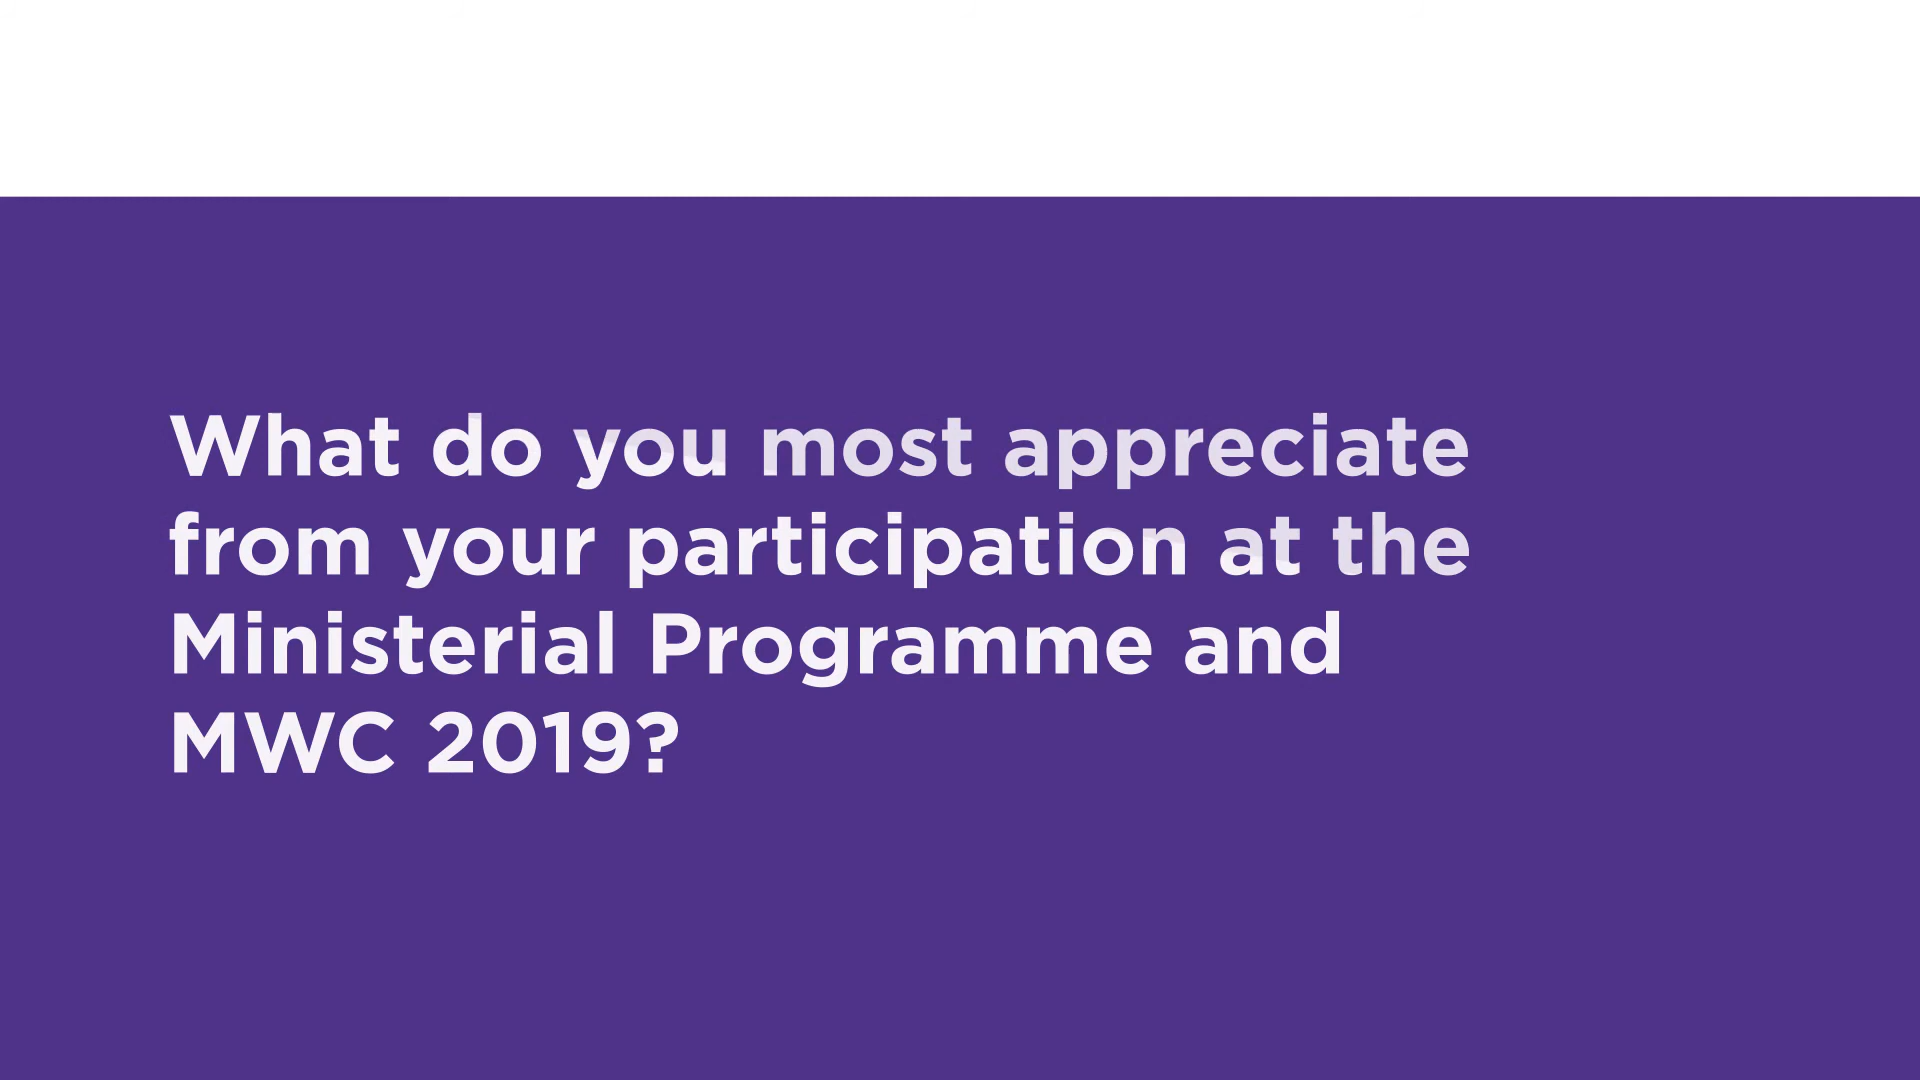 What do you most appreciate
from your participation at the
Ministerial Programme and
MWC 2019?